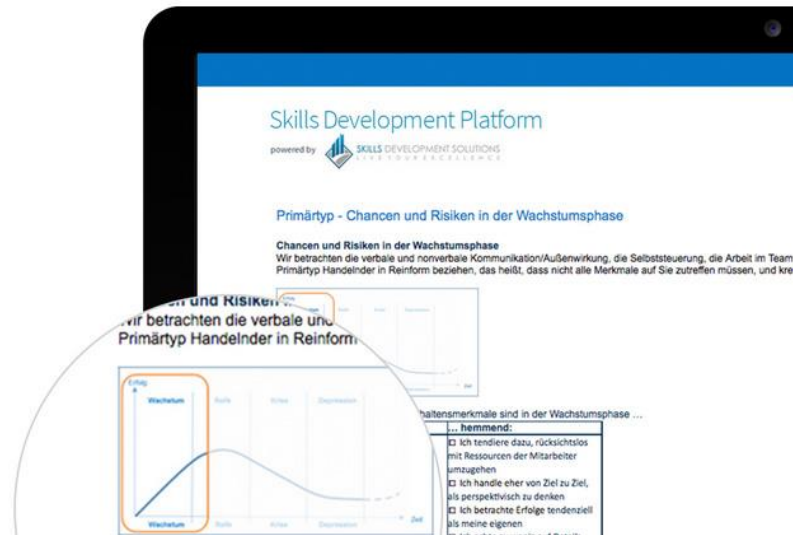 Skills Development Platform
powered by SKILLS DEVELOPMENT SOLUTIONS
LIVE YOUR EXCELLENCE
Primärtyp - Chancen und Risiken in der Wachstumsphase
Chancen und Risiken in der Wachstumsphase
Wir betrachten die verbale und nonverbale Kommunikation/Außenwirkung, die Selbststeuerung, die Arbeit im Team
Primärtyp Handelnder in Reinform beziehen, das heißt, dass nicht alle Merkmale auf Sie zutreffen müssen, und kre
und Risiken
Wir betrachten die verbale und
Primärtyp Handelnder in Reinform
Erfolg
Wachstum Reife Krise Depression
Wachstum Reife Krise Depression
Zeit
haltensmerkmale sind in der Wachstumsphase ...
... hemmend:
Ich tendiere dazu, rücksichtslos
mit Ressourcen der Mitarbeiter
umzugehen
Ich handle eher von Ziel zu Ziel,
als perspektivisch zu denken
Ich betrachte Erfolge tendenziell
als meine eigenen